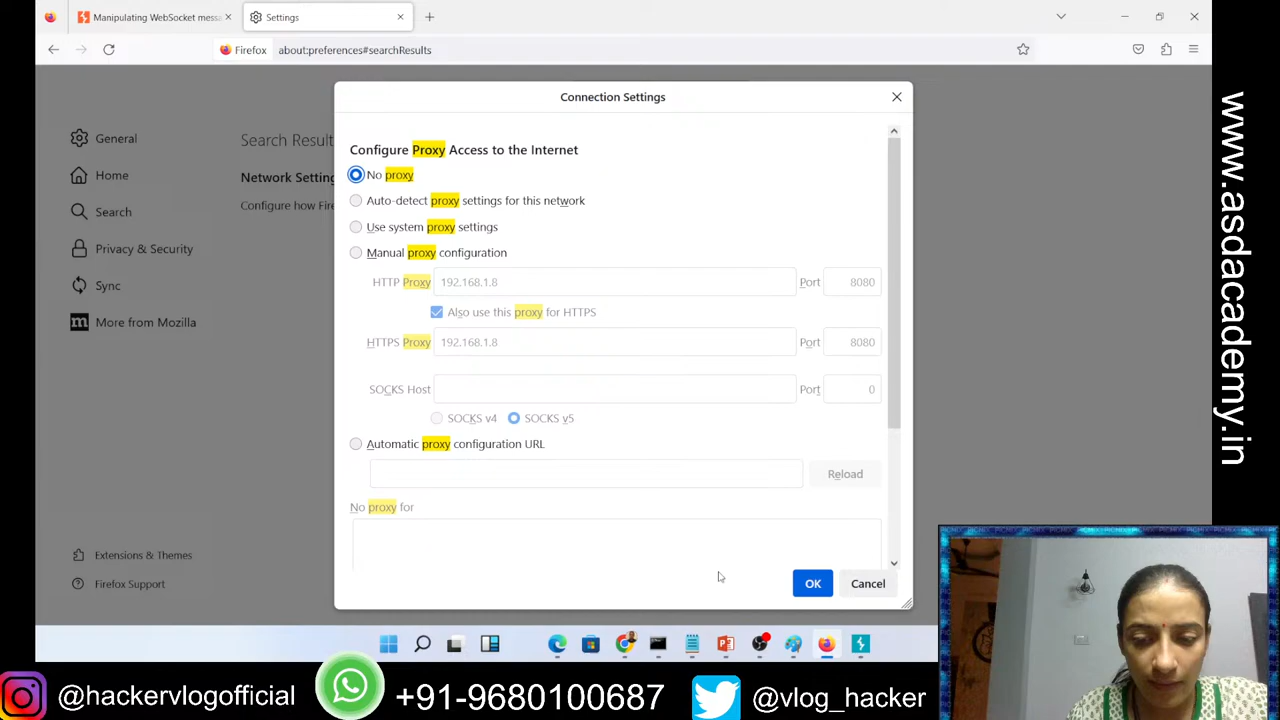 Manipulating WebSocket messa
Settings
Firefox
about:preferences#searchResults
Connection Settings
General
Home
Search
Privacy & Security
Sync
More from Mozilla
Extensions & Themes
Firefox Support
Search Result
Network Setting
Configure how Fire
Configure Proxy Access to the Internet
No proxy
Auto-detect proxy settings for this network
Use system proxy settings
Manual proxy configuration
HTTP Proxy 192.168.1.8 Port 8080
Also use this proxy for HTTPS
HTTPS Proxy 192.168.1.8 Port 8080
SOCKS Host Port 0
SOCKS v4 SOCKS v5
Automatic proxy configuration URL
Reload
No proxy for
OK Cancel
www.asdacademy.in
@hackervlogofficial
+91-9680100687
@vlog_hacker